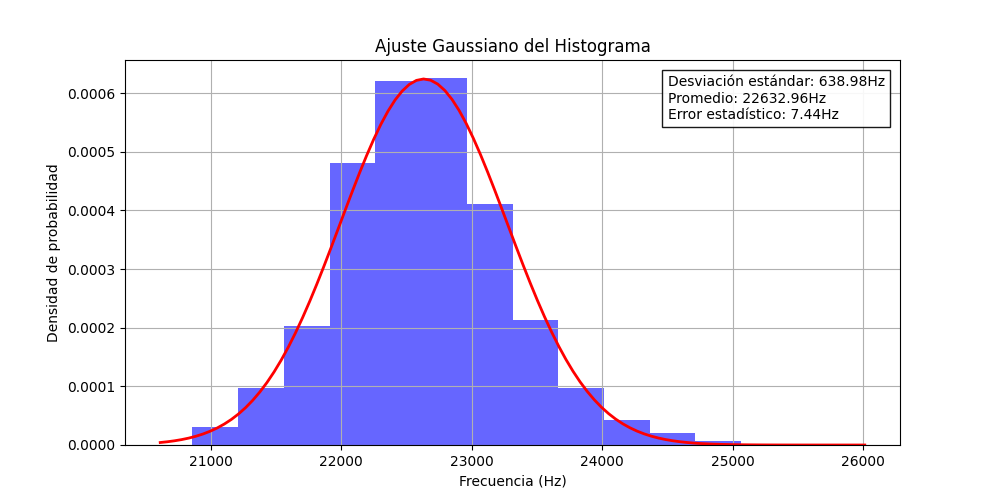 Ajuste Gaussiano del Histograma
Desviación estándar: 638.98Hz
Promedio: 22632.96Hz
Error estadístico: 7.44Hz
Densidad de probabilidad
0.0006
0.0005
0.0004
0.0003
0.0002
0.0001
0.0000
21000 22000 23000 24000 25000 26000
Frecuencia (Hz)